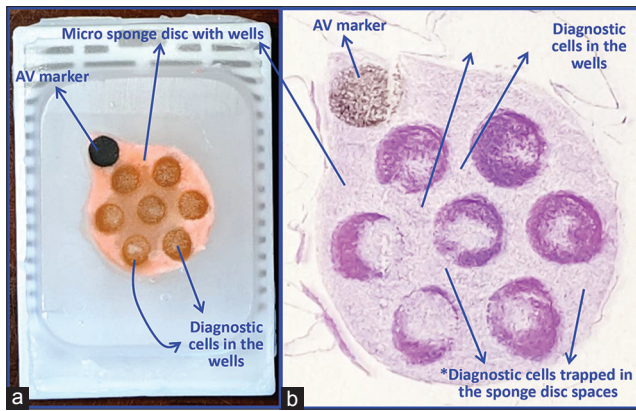 Micro sponge disc with wells
AV marker
Diagnostic
cells in the
wells
a
AV marker
Diagnostic
cells in the
wells
*Diagnostic cells trapped in
the sponge disc spaces
b